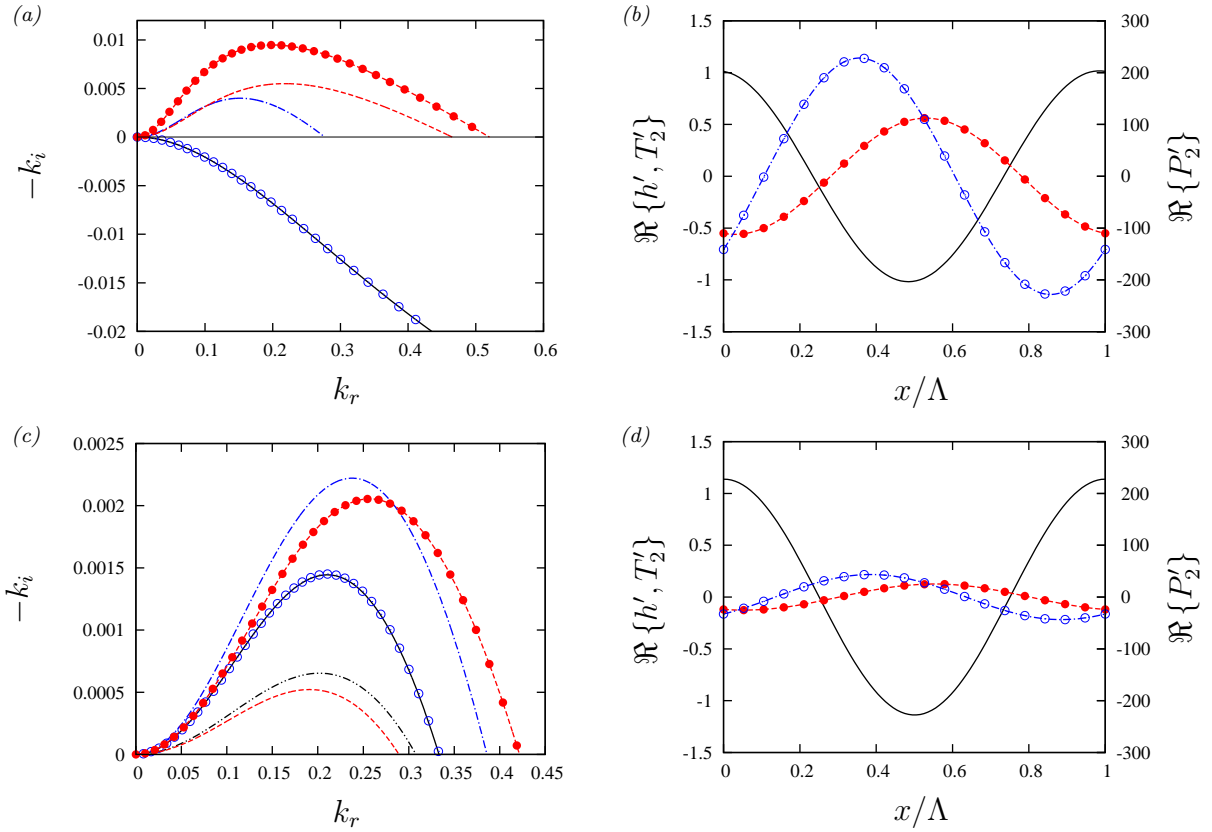 (a)
0.01
0.005
0
-0.005
-0.01
-0.015
-0.02
0 0.1 0.2 0.3 0.4 0.5 0.6
−k_i
k_r
(b)
1.5
1
0.5
0
-0.5
-1
-1.5
300
200
100
0
-100
-200
-300
0 0.2 0.4 0.6 0.8 1
ℜ {h′, T′_2}
ℜ {P′_2}
x/Λ
(c)
0.0025
0.002
0.0015
0.001
0.0005
0
0 0.05 0.1 0.15 0.2 0.25 0.3 0.35 0.4 0.45
−k_i
k_r
(d)
1.5
1
0.5
0
-0.5
-1
-1.5
300
200
100
0
-100
-200
-300
0 0.2 0.4 0.6 0.8 1
ℜ {h′, T′_2}
ℜ {P′_2}
x/Λ